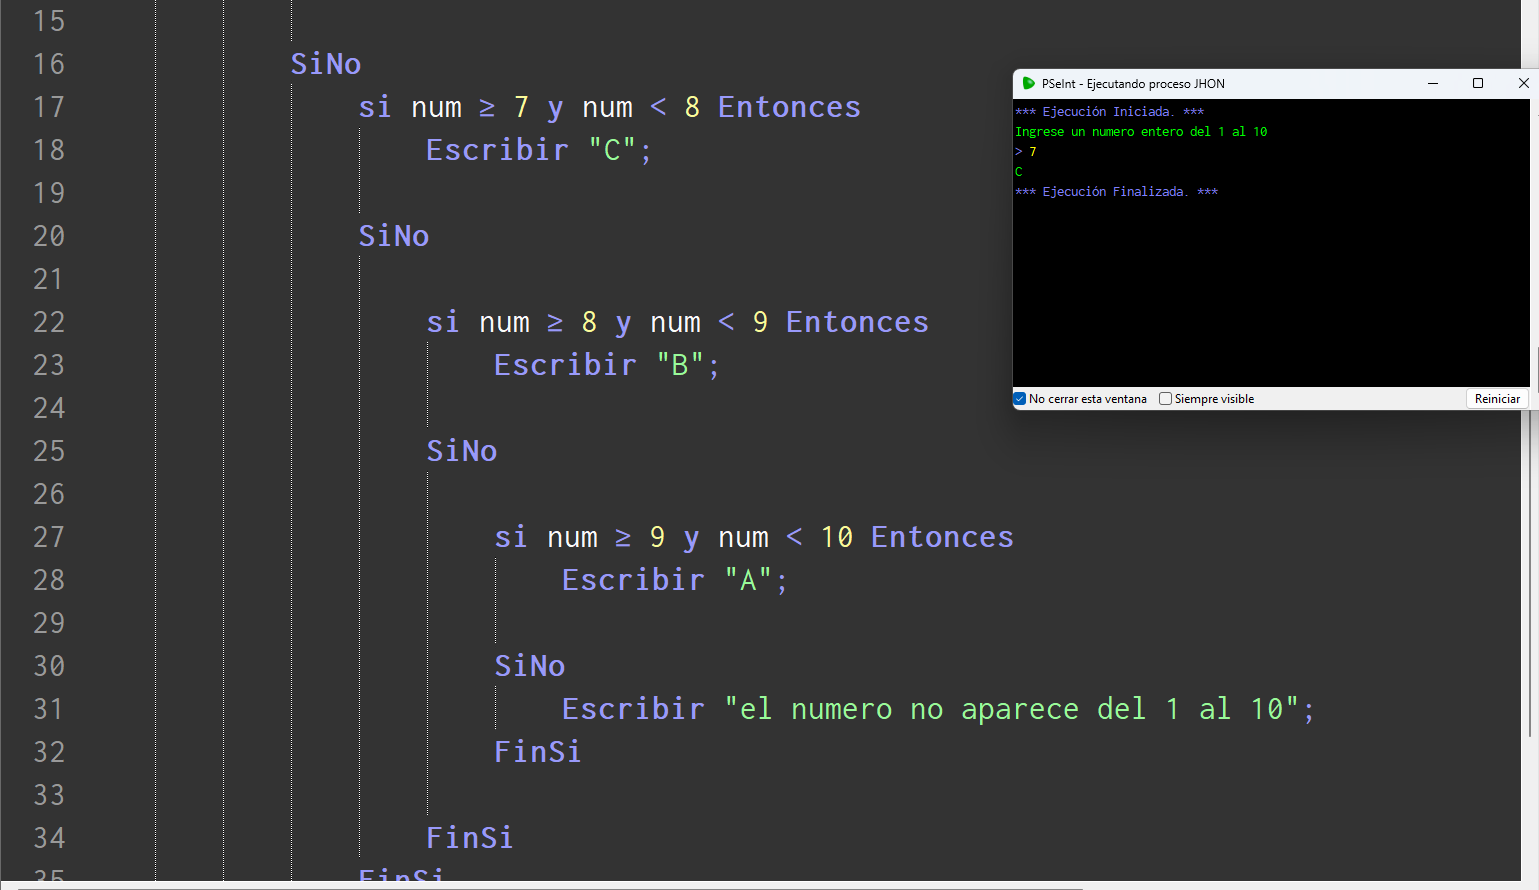 15
16 SiNo
17 si num ≥ 7 y num < 8 Entonces
18 Escribir "C";
19
20 SiNo
21
22 si num ≥ 8 y num < 9 Entonces
23 Escribir "B";
24
25 SiNo
26
27 si num ≥ 9 y num < 10 Entonces
28 Escribir "A";
29
30 SiNo
31 Escribir "el numero no aparece del 1 al 10";
32 FinSi
33
34 FinSi
35 FinSi
PSeInt - Ejecutando proceso JHON
*** Ejecución Iniciada. ***
Ingrese un numero entero del 1 al 10
> 7
C
*** Ejecución Finalizada. ***
No cerrar esta ventana Siempre visible Reiniciar